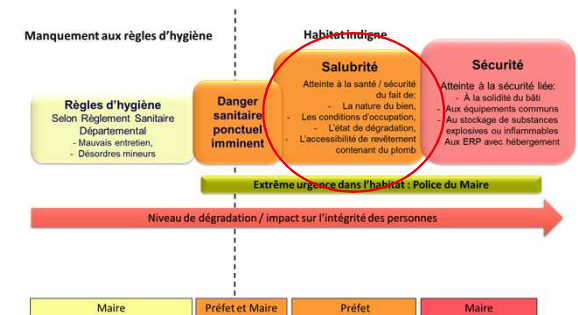 Manquement aux règles d'hygiène
Habitat indigne
Règles d'hygiène
Selon Règlement Sanitaire
Départemental
- Mauvais entretien,
- Désordres mineurs
Danger
sanitaire
ponctuel
imminent
Salubrité
Atteinte à la santé / sécurité
du fait de:
- La nature du bien,
- Les conditions d'occupation,
- L'état de dégradation,
- L'accessibilité de revêtement
contenant du plomb
Sécurité
Atteinte à la sécurité liée:
- À la solidité du bâti
- Aux équipements communs
- Au stockage de substances
explosives ou inflammables
Aux ERP avec hébergement
Extrême urgence dans l'habitat : Police du Maire
Niveau de dégradation / impact sur l'intégrité des personnes
Maire
Préfet et Maire
Préfet
Maire